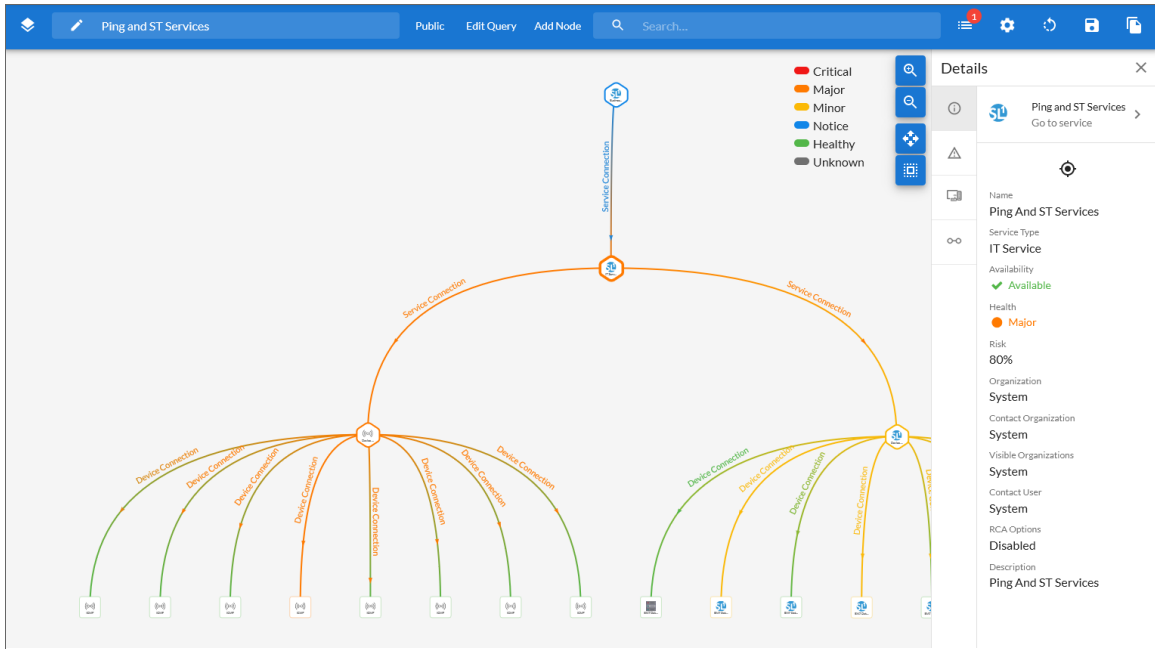 Ping and ST Services
Public
Edit Query
Add Node
Search...
1
Critical
Major
Minor
Notice
Healthy
Unknown
Service Connection
Service Connection
Service Connection
Device Connection
Device Connection
Device Connection
Device Connection
Device Connection
Device Connection
Device Connection
Device Connection
Device Connection
Device Connection
Device Connection
Device Connection
Details
Ping and ST Services
Go to service
Name
Ping And ST Services
Service Type
IT Service
Availability
Available
Health
Major
Risk
80%
Organization
System
Contact Organization
System
Visible Organizations
System
Contact User
System
RCA Options
Disabled
Description
Ping And ST Services